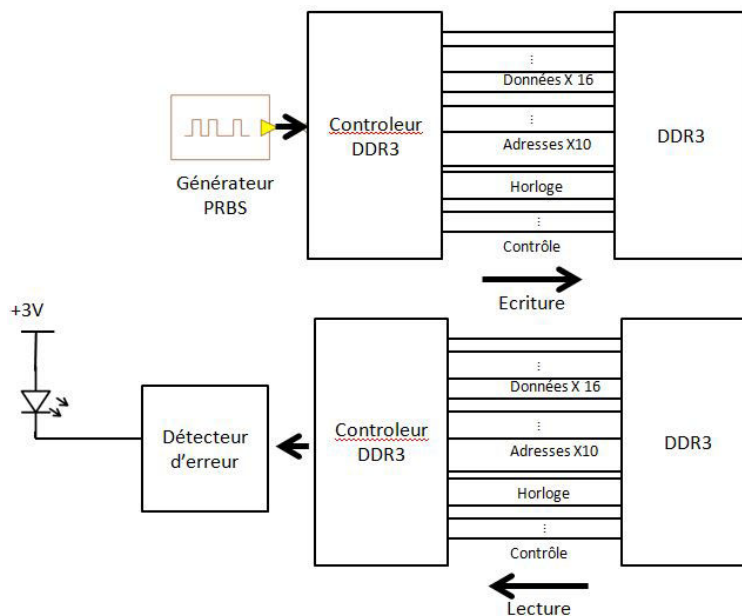 Données X 16
Controleur
DDR3
DDR3
Adresses X10
Générateur
PRBS
Horloge
Contrôle
Ecriture
+3V
Données X 16
Détecteur
d'erreur
Controleur
DDR3
DDR3
Adresses X10
Horloge
Contrôle
Lecture